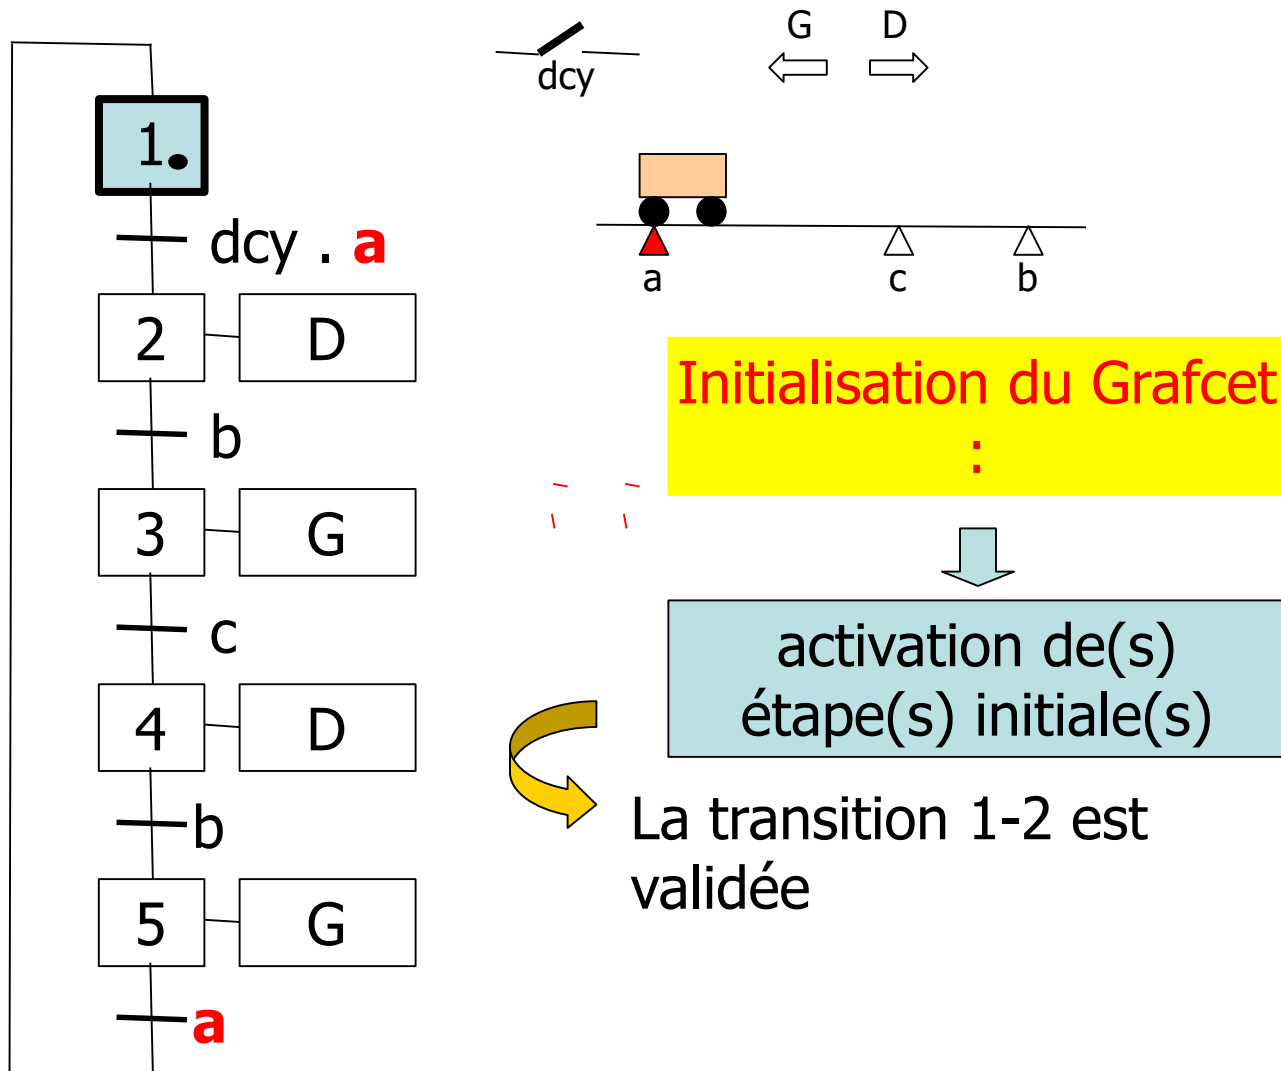 1.
dcy . a
2 D
b
3 G
c
4 D
b
5 G
a
dcy
G D
a c b
Initialisation du Grafcet
:
activation de(s)
étape(s) initiale(s)
La transition 1-2 est
validée